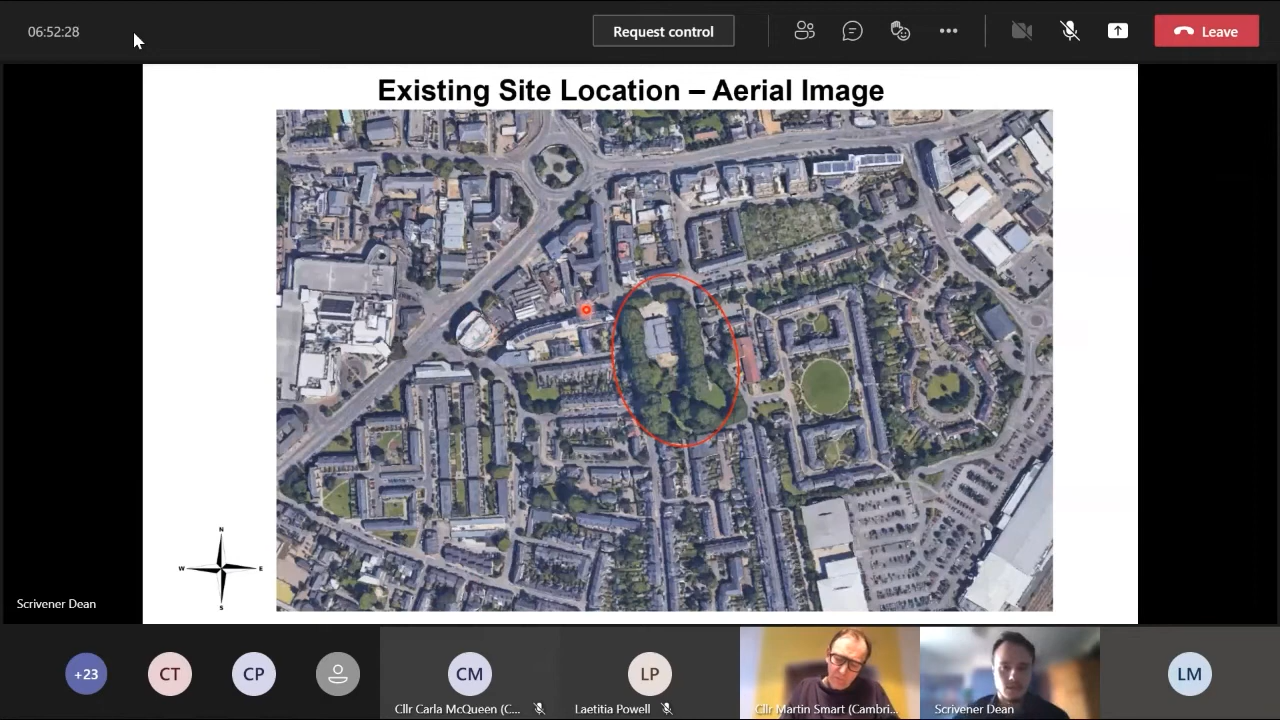 06:52:28
Request control
Leave
Existing Site Location – Aerial Image
N
W E
S
Scrivener Dean
+23
CT
CP
CM
LP
LM
Cllr Carla McQueen (C...
Laetitia Powell
Cllr Martin Smart (Cambri...
Scrivener Dean